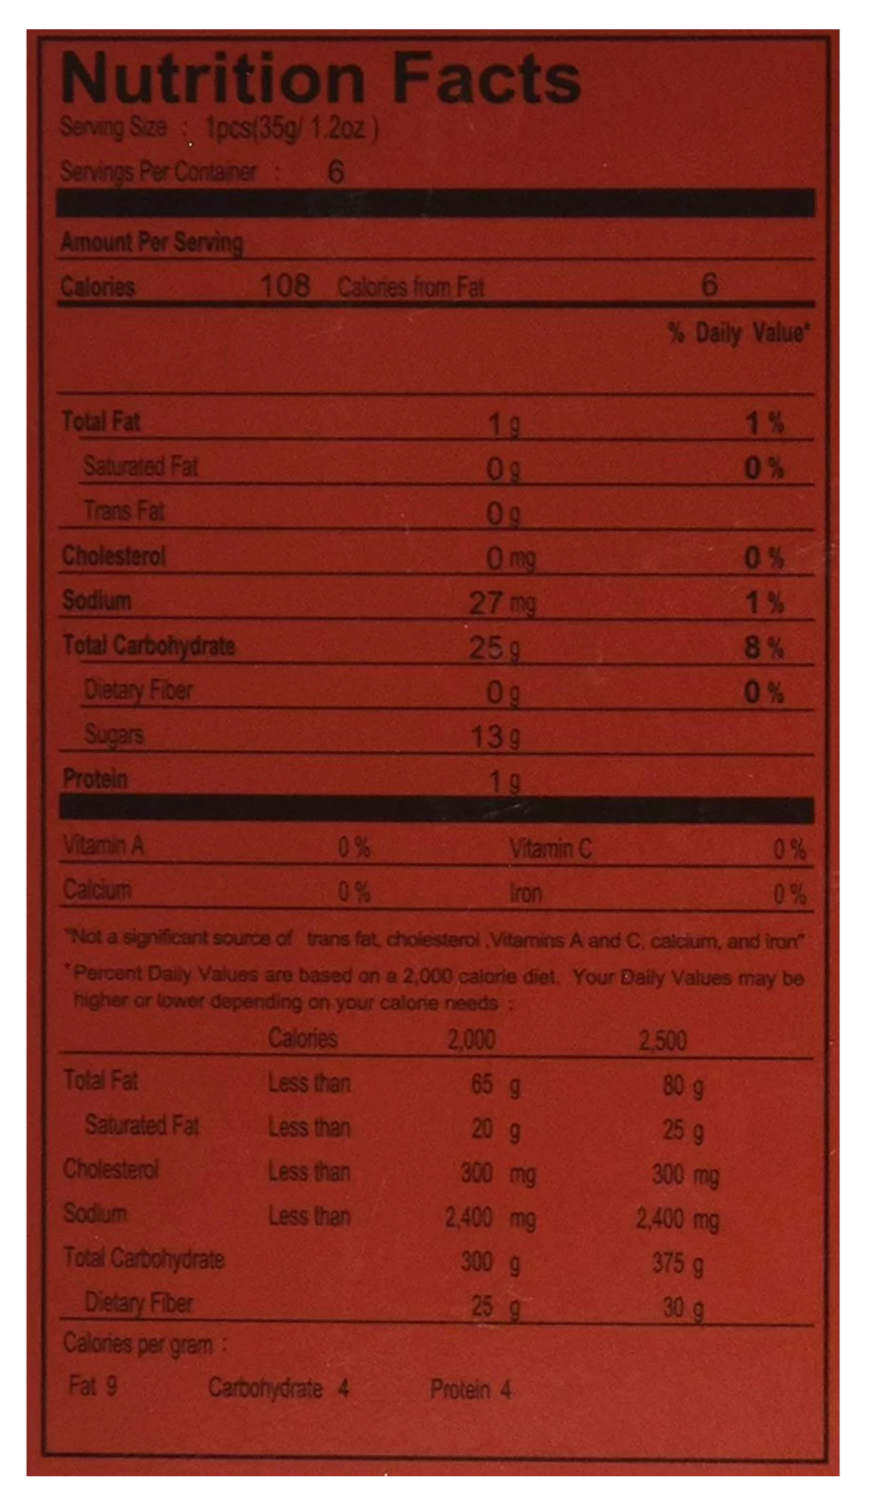 Nutrition Facts
Serving Size : 1pcs(35g/ 1.2oz )
Servings Per Container : 6
Amount Per Serving
Calories 108 Calories from Fat 6
% Daily Value*
Total Fat 1 g 1 %
Saturated Fat 0 g 0 %
Trans Fat 0 g
Cholesterol 0 mg 0 %
Sodium 27 mg 1 %
Total Carbohydrate 25 g 8 %
Dietary Fiber 0 g 0 %
Sugars 13 g
Protein 1 g
Vitamin A 0 % Vitamin C 0 %
Calcium 0 % Iron 0 %
"Not a significant source of trans fat, cholesterol ,Vitamins A and C, calcium, and iron"
*Percent Daily Values are based on a 2,000 calorie diet. Your Daily Values may be
higher or lower depending on your calorie needs :
Calories 2,000 2,500
Total Fat Less than 65 g 80 g
Saturated Fat Less than 20 g 25 g
Cholesterol Less than 300 mg 300 mg
Sodium Less than 2,400 mg 2,400 mg
Total Carbohydrate 300 g 375 g
Dietary Fiber 25 g 30 g
Calories per gram :
Fat 9 Carbohydrate 4 Protein 4